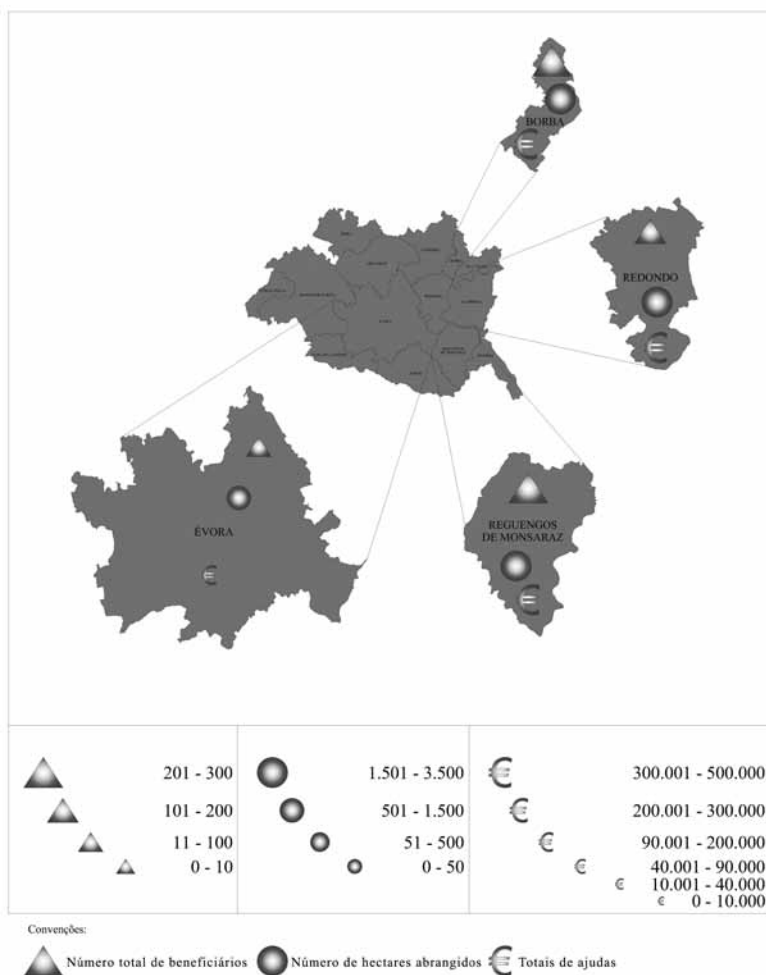 BORBA
REDONDO
ÉVORA
REGUENGOS
DE MONSARAZ
201 - 300
101 - 200
11 - 100
0 - 10
1.501 - 3.500
501 - 1.500
51 - 500
0 - 50
300.001 - 500.000
200.001 - 300.000
90.001 - 200.000
40.001 - 90.000
10.001 - 40.000
0 - 10.000
Convenções:
Número total de beneficiários
Número de hectares abrangidos
Totais de ajudas